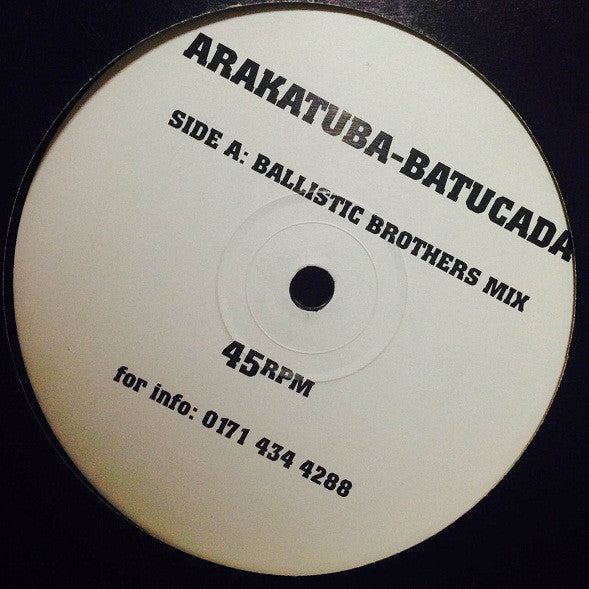 ARAKATUBA-BATUCADA
SIDE A: BALLISTIC BROTHERS MIX
45RPM
for info: 0171 434 4288